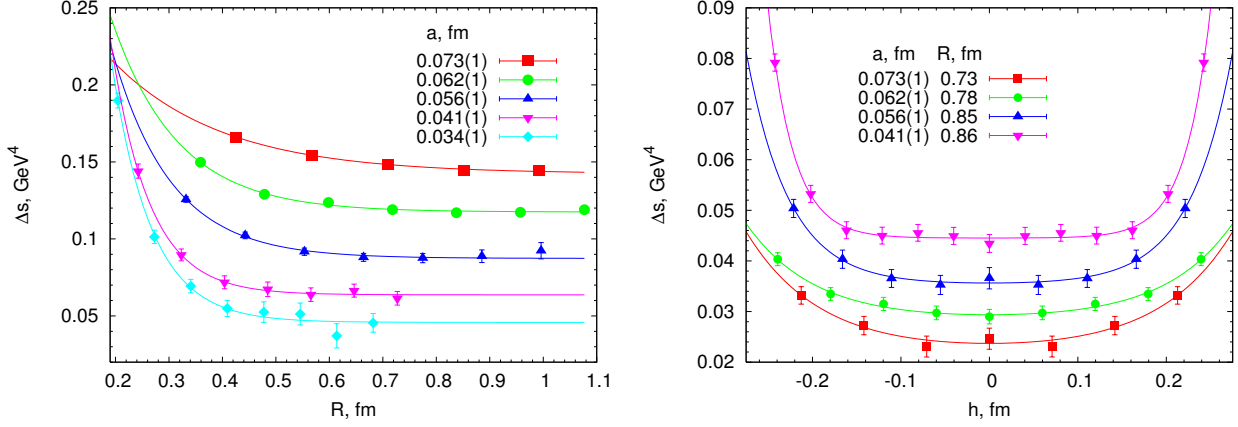 0.25
0.2
0.15
0.1
0.05
Δs, GeV⁴
a, fm
0.073(1)
0.062(1)
0.056(1)
0.041(1)
0.034(1)
0.2 0.3 0.4 0.5 0.6 0.7 0.8 0.9 1 1.1
R, fm
0.09
0.08
0.07
0.06
0.05
0.04
0.03
0.02
Δs, GeV⁴
a, fm R, fm
0.073(1) 0.73
0.062(1) 0.78
0.056(1) 0.85
0.041(1) 0.86
-0.2 -0.1 0 0.1 0.2
h, fm